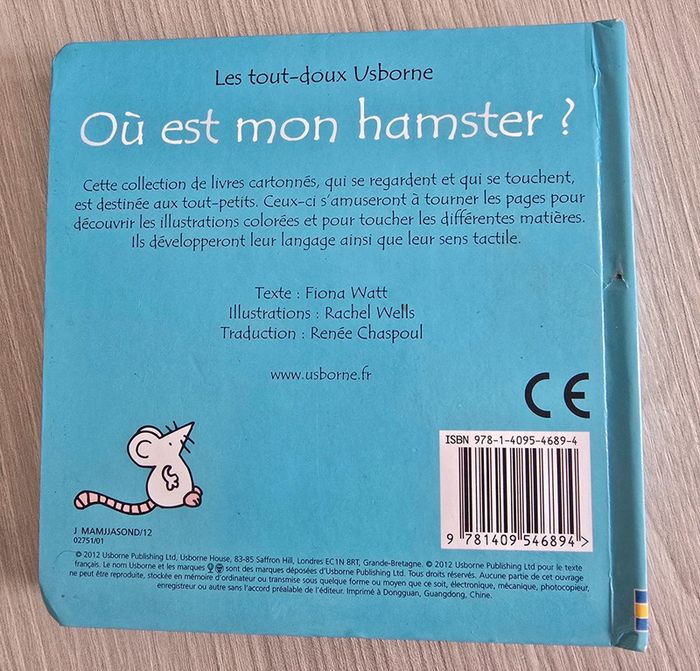 Les tout-doux Usborne
Où est mon hamster ?
Cette collection de livres cartonnés, qui se regardent et qui se touchent,
est destinée aux tout-petits. Ceux-ci s'amuseront à tourner les pages pour
découvrir les illustrations colorées et pour toucher les différentes matières.
Ils développeront leur langage ainsi que leur sens tactile.
Texte : Fiona Watt
Illustrations : Rachel Wells
Traduction : Renée Chaspoul
www.usborne.fr
CE
ISBN 978-1-4095-4689-4
9 781409 546894 >
J MAMJJASOND/12
02751/01
© 2012 Usborne Publishing Ltd, Usborne House, 83-85 Saffron Hill, Londres EC1N 8RT, Grande-Bretagne. © 2012 Usborne Publishing Ltd pour le texte
français. Le nom Usborne et les marques sont des marques déposées d'Usborne Publishing Ltd. Tous droits réservés. Aucune partie de cet ouvrage
ne peut être reproduite, stockée en mémoire d'ordinateur ou transmise sous quelque forme ou moyen que ce soit, électronique, mécanique, photocopieur,
enregistreur ou autre sans l'accord préalable de l'éditeur. Imprimé à Dongguan, Guangdong, Chine.